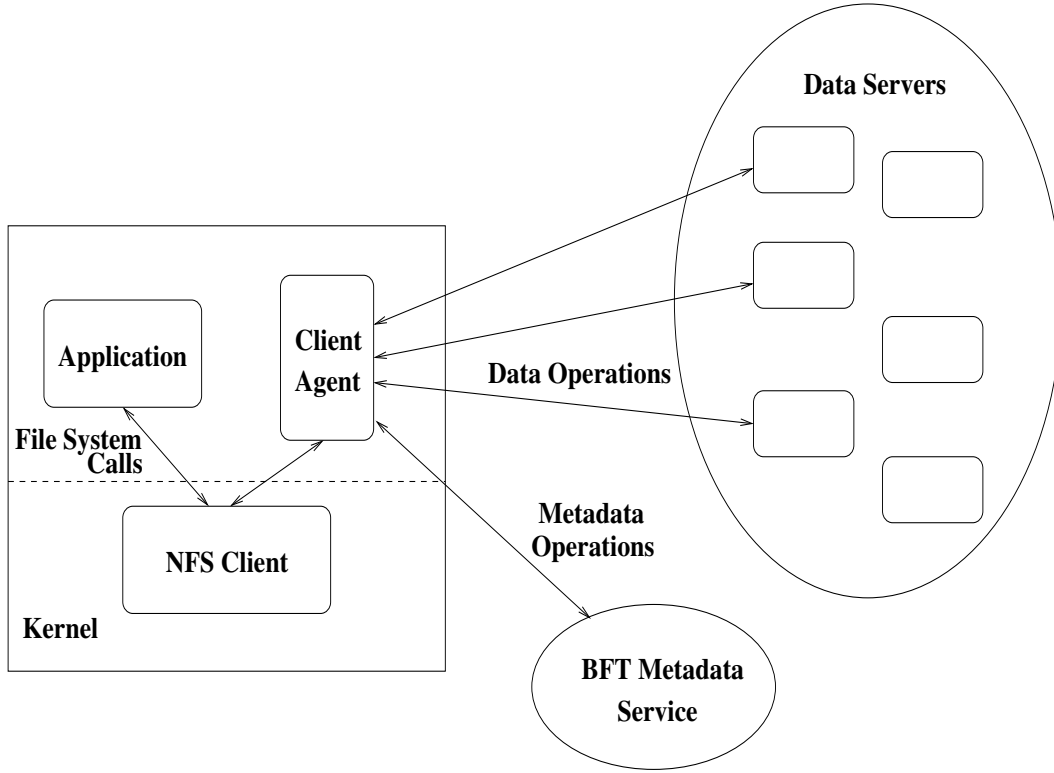 Data Servers
Application
Client
Agent
Data Operations
File System
Calls
NFS Client
Metadata
Operations
Kernel
BFT Metadata
Service